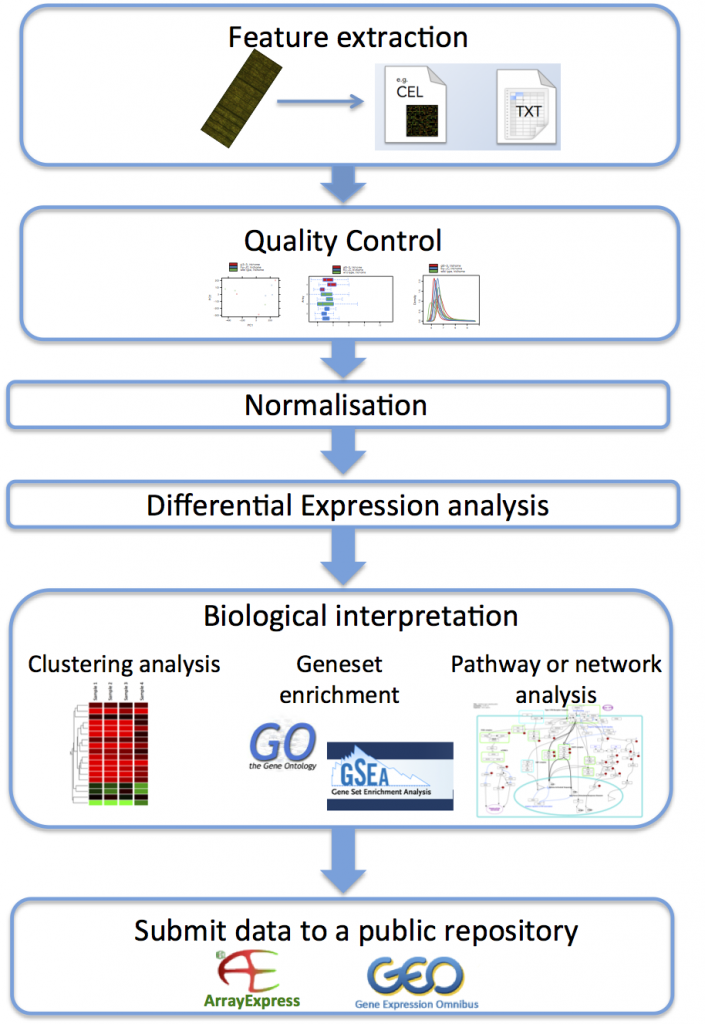 Feature extraction
e.g.
CEL
TXT
Quality Control
Normalisation
Differential Expression analysis
Biological interpretation
Clustering analysis
Geneset
enrichment
Pathway or network
analysis
Sample 1
Sample 2
Sample 3
Sample 4
GO
the Gene Ontology
GSEA
Gene Set Enrichment Analysis
Submit data to a public repository
AE
ArrayExpress
GEO
Gene Expression Omnibus